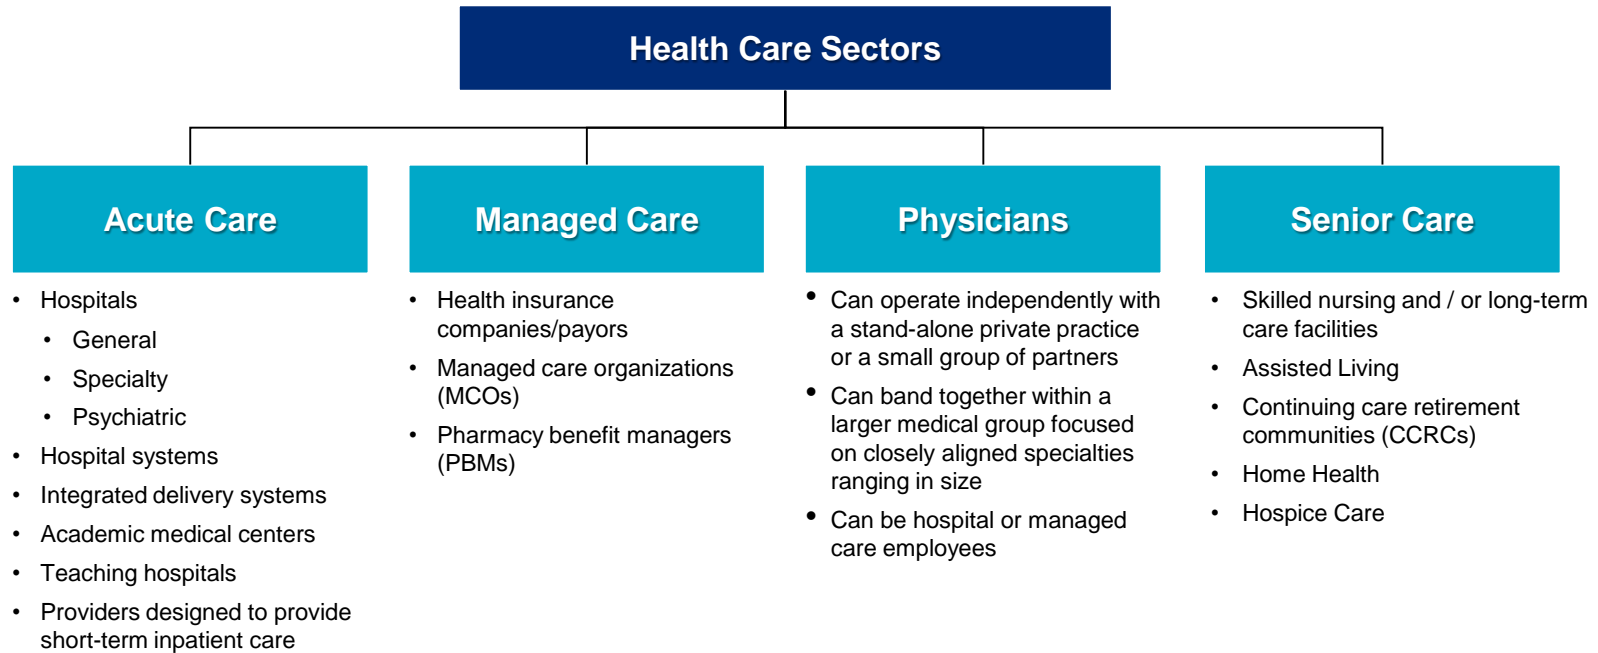 Health Care Sectors
Acute Care
• Hospitals
• General
• Specialty
• Psychiatric
• Hospital systems
• Integrated delivery systems
• Academic medical centers
• Teaching hospitals
• Providers designed to provide
short-term inpatient care
Managed Care
• Health insurance
companies/payors
• Managed care organizations
(MCOs)
• Pharmacy benefit managers
(PBMs)
Physicians
• Can operate independently with
a stand-alone private practice
or a small group of partners
• Can band together within a
larger medical group focused
on closely aligned specialties
ranging in size
• Can be hospital or managed
care employees
Senior Care
• Skilled nursing and / or long-term
care facilities
• Assisted Living
• Continuing care retirement
communities (CCRCs)
• Home Health
• Hospice Care